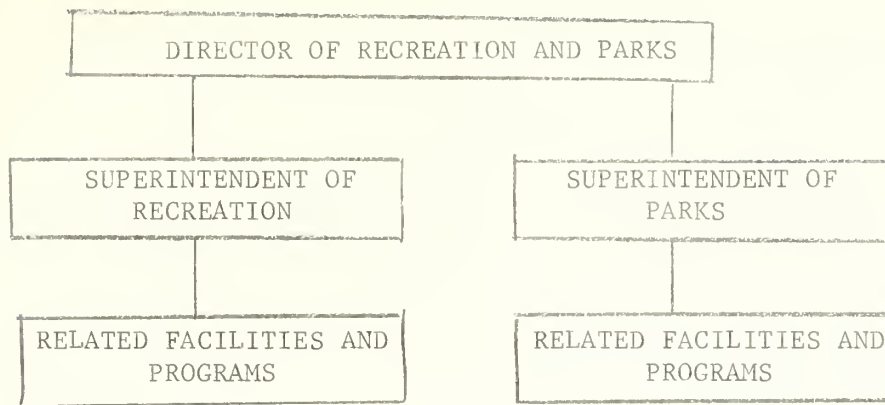 DIRECTOR OF RECREATION AND PARKS
SUPERINTENDENT OF
RECREATION
SUPERINTENDENT OF
PARKS
RELATED FACILITIES AND
PROGRAMS
RELATED FACILITIES AND
PROGRAMS